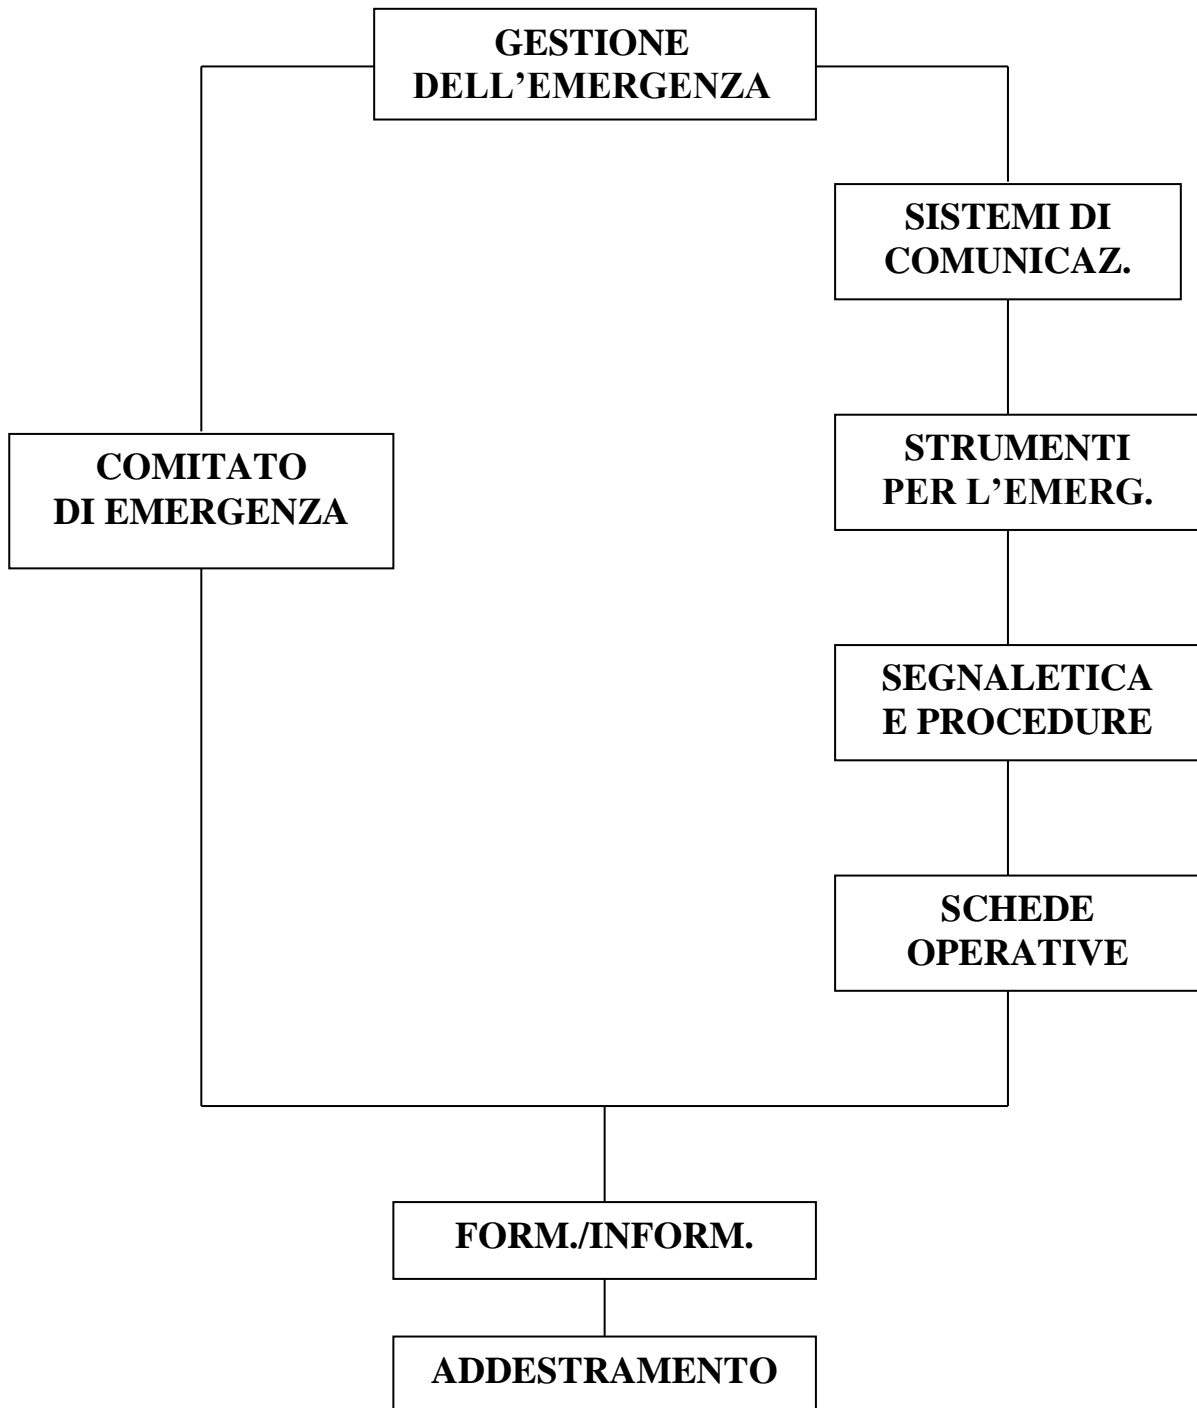 GESTIONE
DELL’EMERGENZA
SISTEMI DI
COMUNICAZ.
COMITATO
DI EMERGENZA
STRUMENTI
PER L’EMERG.
SEGNALETICA
E PROCEDURE
SCHEDE
OPERATIVE
FORM./INFORM.
ADDESTRAMENTO